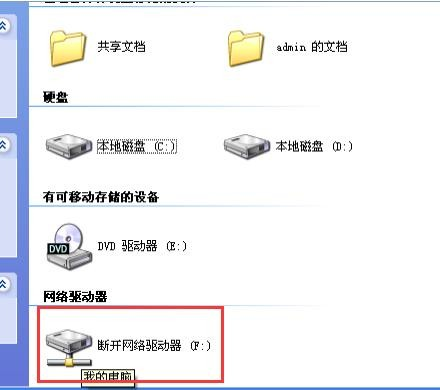 共享文档
admin 的文档
硬盘
本地磁盘 (C:)
本地磁盘 (D:)
有可移动存储的设备
DVD
DVD 驱动器 (E:)
网络驱动器
断开网络驱动器 (F:)
我的电脑